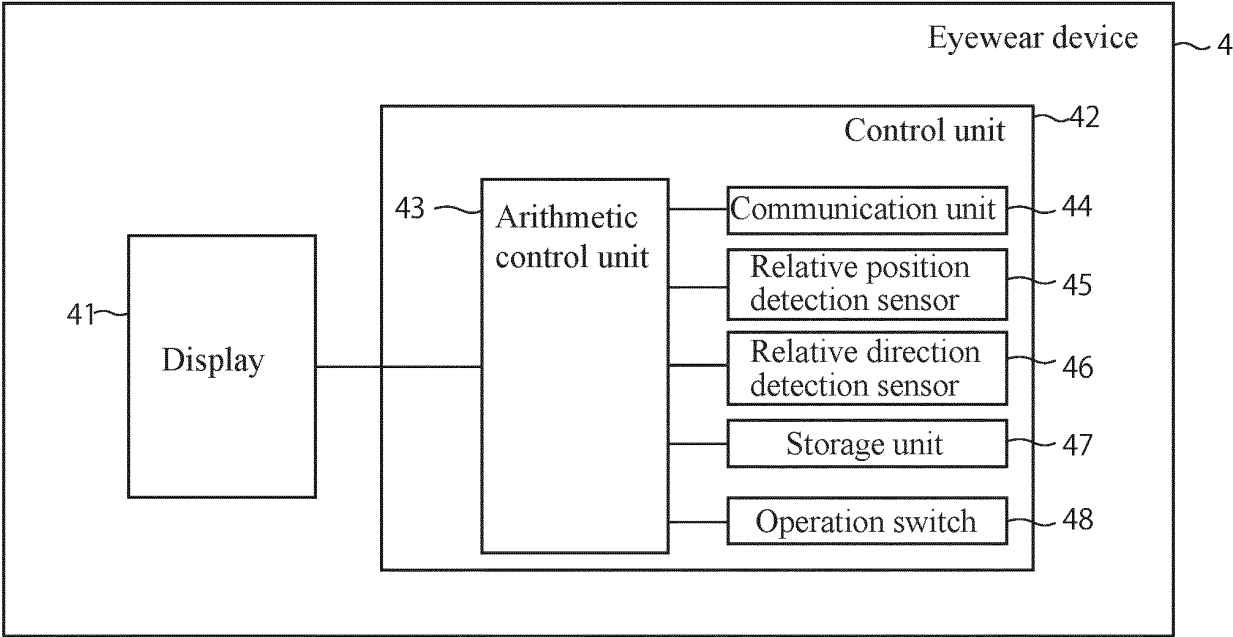 Eyewear device
4
42
Control unit
43
Arithmetic
control unit
Communication unit
44
Relative position
detection sensor
45
41
Display
Relative direction
detection sensor
46
Storage unit
47
Operation switch
48